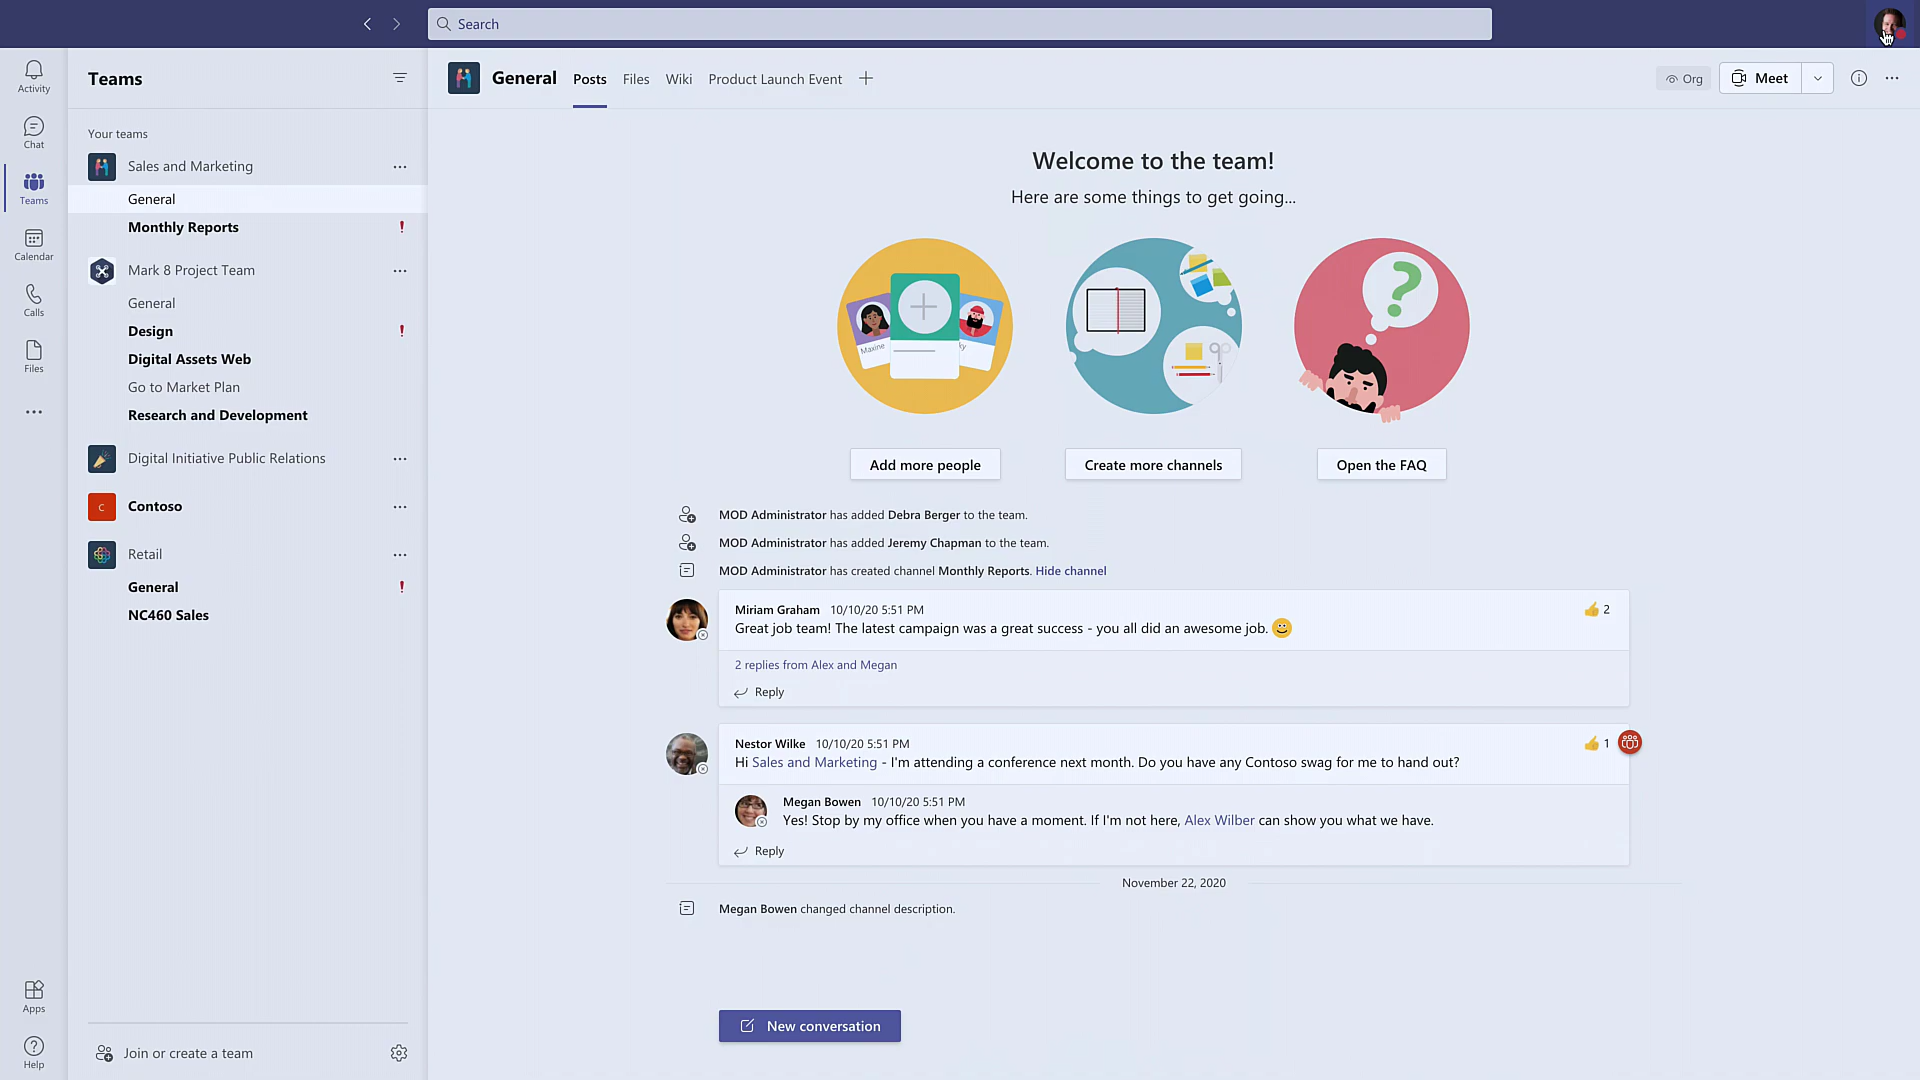 Search
Activity
Chat
Teams
Calendar
Calls
Files
Apps
Help
Teams
Your teams
Sales and Marketing
General
Monthly Reports
Mark 8 Project Team
General
Design
Digital Assets Web
Go to Market Plan
Research and Development
Digital Initiative Public Relations
C
Contoso
Retail
General
NC460 Sales
Join or create a team
General Posts Files Wiki Product Launch Event
Org Meet
Welcome to the team!
Here are some things to get going...
Maxine
ky
Add more people
Create more channels
Open the FAQ
MOD Administrator has added Debra Berger to the team.
MOD Administrator has added Jeremy Chapman to the team.
MOD Administrator has created channel Monthly Reports. Hide channel
Miriam Graham 10/10/20 5:51 PM 2
Great job team! The latest campaign was a great success - you all did an awesome job.
2 replies from Alex and Megan
Reply
Nestor Wilke 10/10/20 5:51 PM 1
Hi Sales and Marketing - I'm attending a conference next month. Do you have any Contoso swag for me to hand out?
Megan Bowen 10/10/20 5:51 PM
Yes! Stop by my office when you have a moment. If I'm not here, Alex Wilber can show you what we have.
Reply
November 22, 2020
Megan Bowen changed channel description.
New conversation